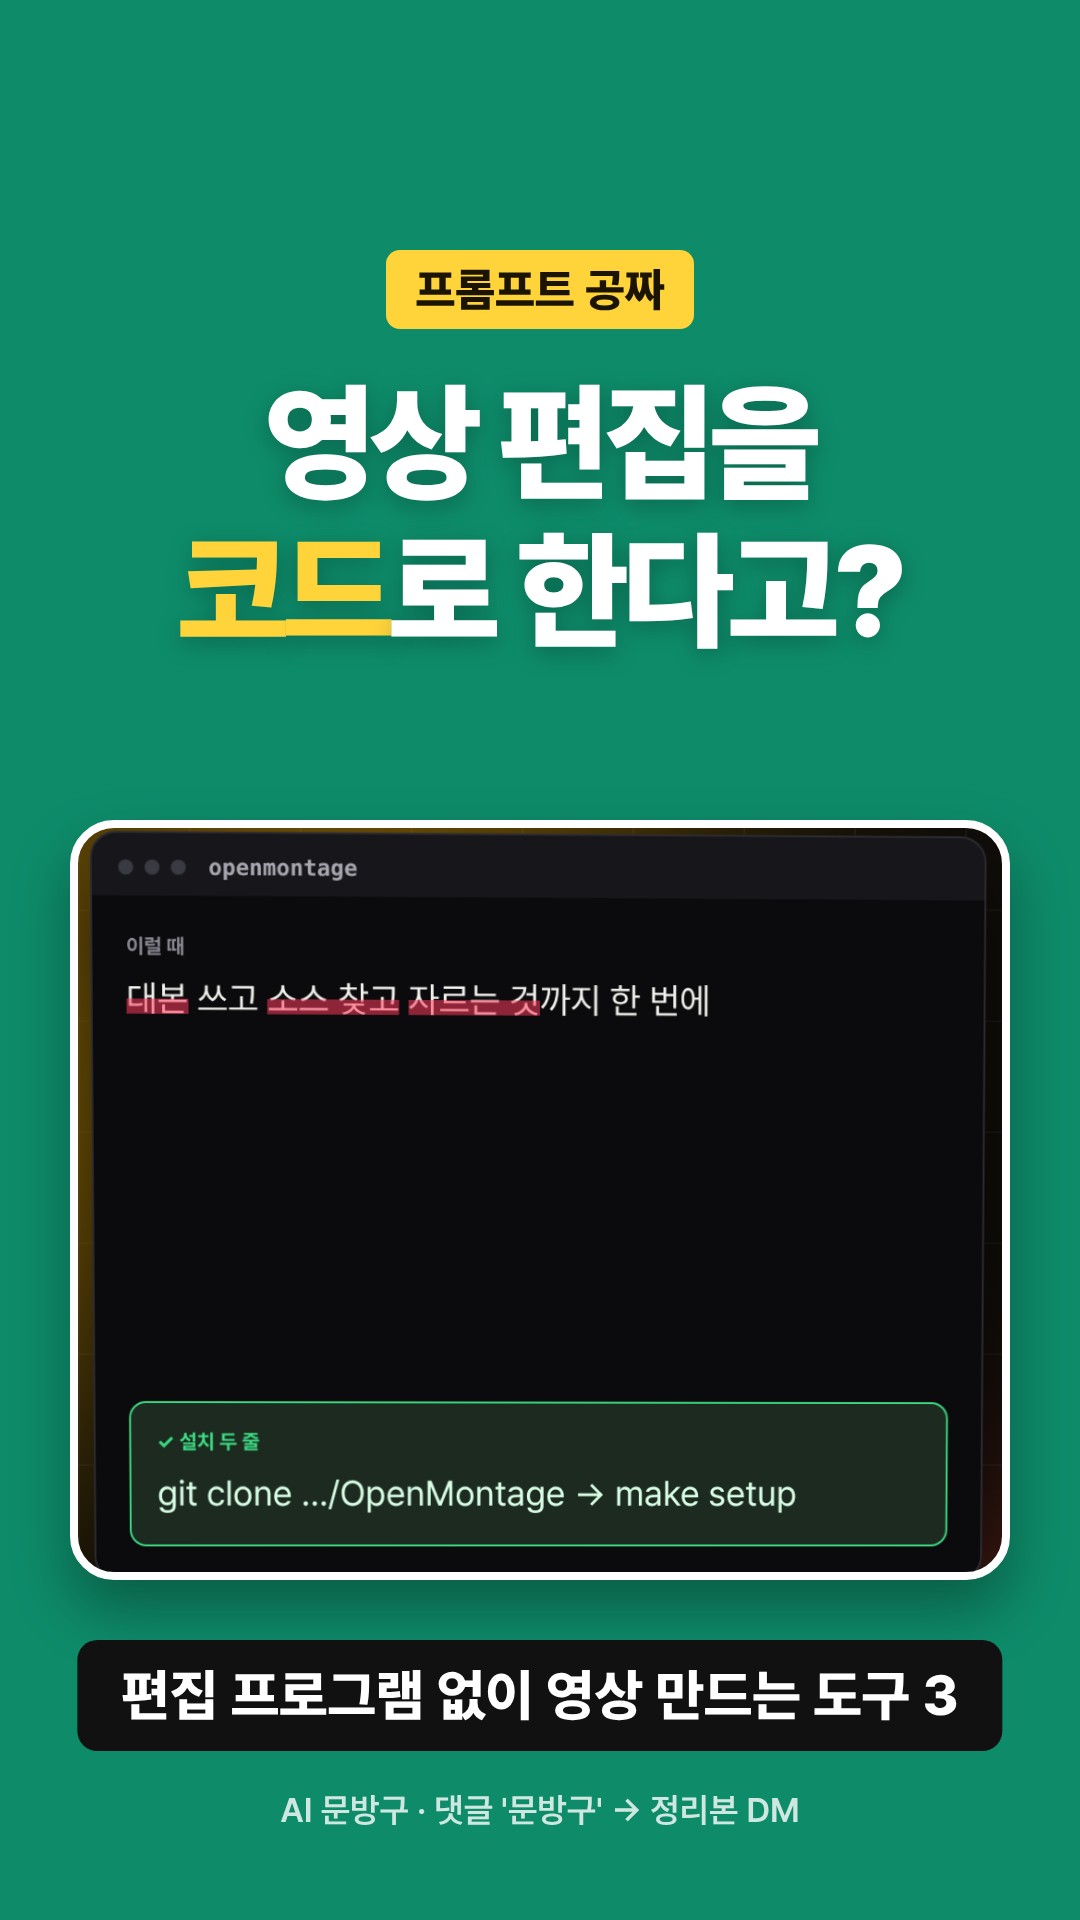 프롬프트 공짜
영상 편집을
코드로 한다고?
openmontage
이럴 때
대본 쓰고 소스 찾고 자르는 것까지 한 번에
✓ 설치 두 줄
git clone .../OpenMontage → make setup
편집 프로그램 없이 영상 만드는 도구 3
AI 문방구 · 댓글 '문방구' → 정리본 DM